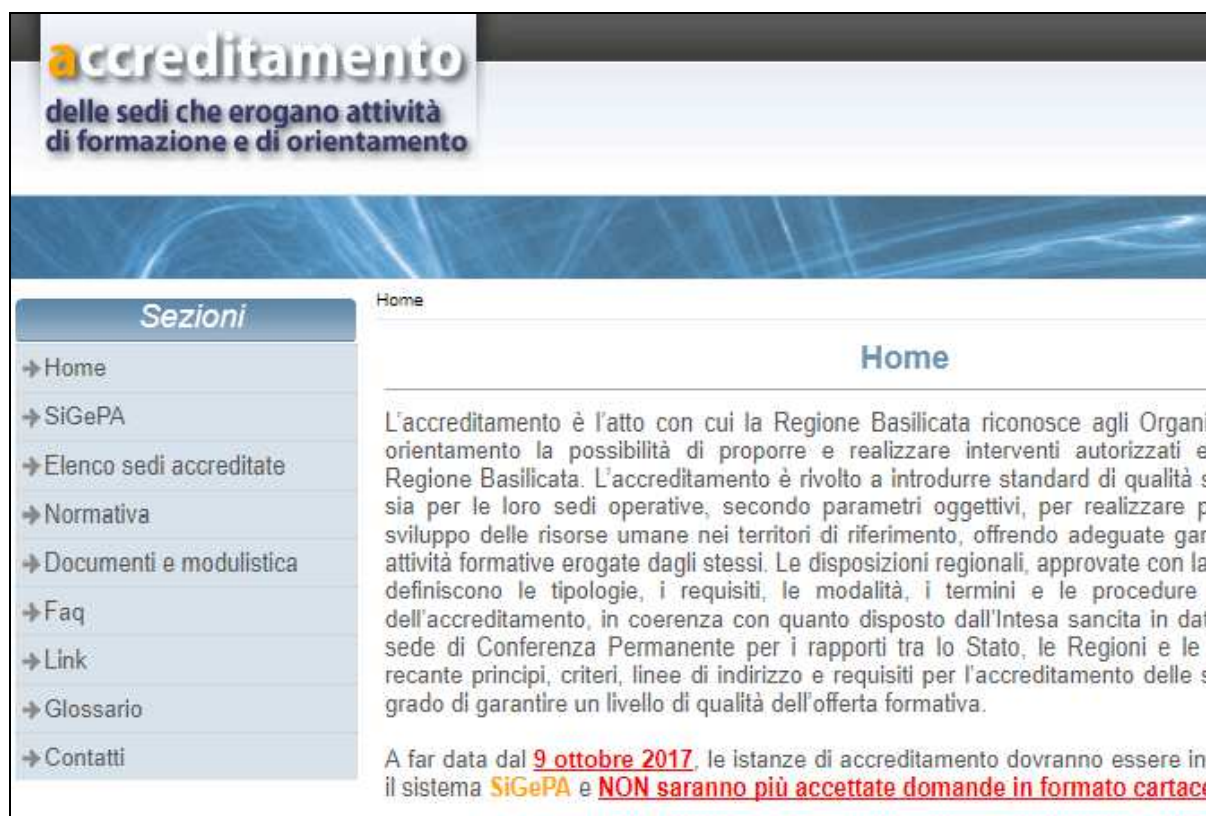 accreditamento
delle sedi che erogano attività
di formazione e di orientamento
Sezioni
Home
SiGePA
Elenco sedi accreditate
Normativa
Documenti e modulistica
Faq
Link
Glossario
Contatti
Home
Home
L'accreditamento è l'atto con cui la Regione Basilicata riconosce agli Organi
orientamento la possibilità di proporre e realizzare interventi autorizzati e
Regione Basilicata. L'accreditamento è rivolto a introdurre standard di qualità s
sia per le loro sedi operative, secondo parametri oggettivi, per realizzare p
sviluppo delle risorse umane nei territori di riferimento, offrendo adeguate gar
attività formative erogate dagli stessi. Le disposizioni regionali, approvate con la
definiscono le tipologie, i requisiti, le modalità, i termini e le procedure
dell'accreditamento, in coerenza con quanto disposto dall'Intesa sancita in dat
sede di Conferenza Permanente per i rapporti tra lo Stato, le Regioni e le
recante principi, criteri, linee di indirizzo e requisiti per l'accreditamento delle s
grado di garantire un livello di qualità dell'offerta formativa.
A far data dal 9 ottobre 2017, le istanze di accreditamento dovranno essere in
il sistema SiGePA e NON saranno più accettate domande in formato cartace